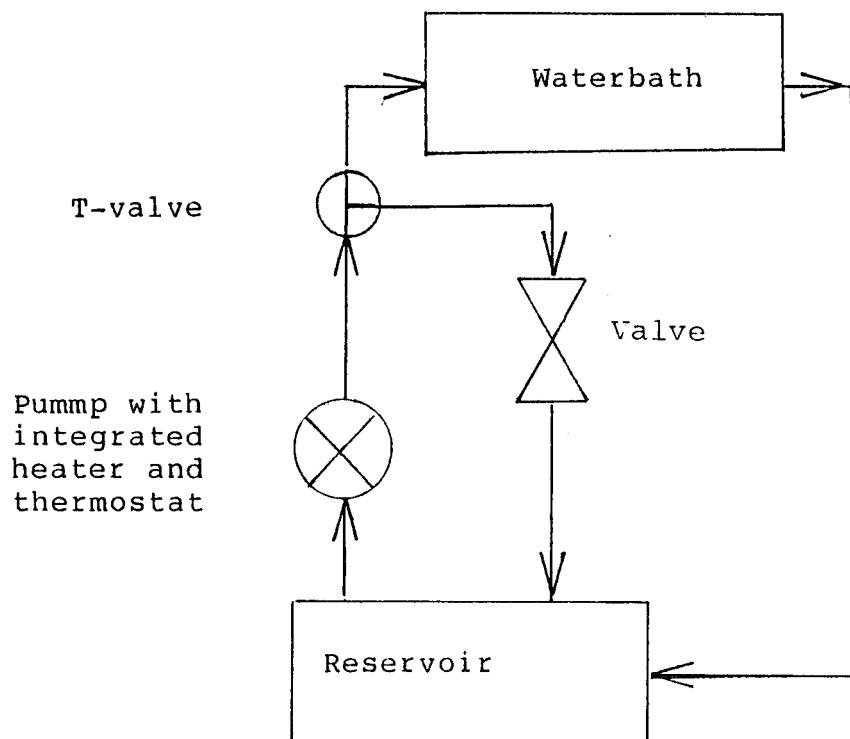 Waterbath
T-valve
Valve
Pummp with
integrated
heater and
thermostat
Reservoir